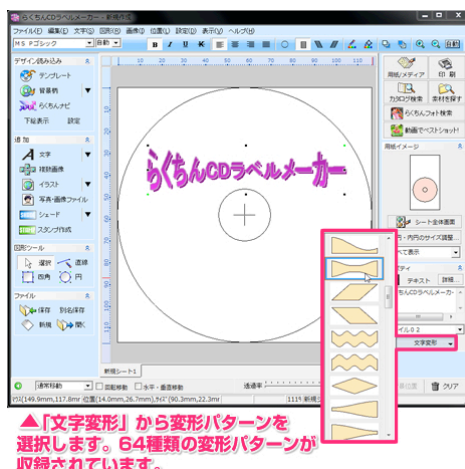 らくちんCDラベルメーカー - 新規作成
ファイル(F) 編集(E) 文字(S) 図形(B) 画像(I) 位置(L) 設定(D) 表示(V) ヘルプ(H)
MS Pゴシック 自動 B I U K 自動
デザイン読み込み
テンプレート
背景柄
らくちんナビ
下絵表示 設定
追加
文字
複数画像
イラスト
写真・画像ファイル
シェード
スタンプ作成
図形ツール
選択 直線
四角 円
ファイル
保存 別名保存
新規 開く
らくちんCDラベルメーカー
用紙/メディア 印刷
カタログ検索 素材を探す
らくちんフォト検索
動画でベストショット!
用紙イメージ
シート全体画面
円・内円のサイズ調整...
テキスト 詳細
文字変形
クリア
新規シート1
通常移動 回転移動 水平・垂直移動 透過率
▲「文字変形」から変形パターンを
選択します。64種類の変形パターンが
収録されています。